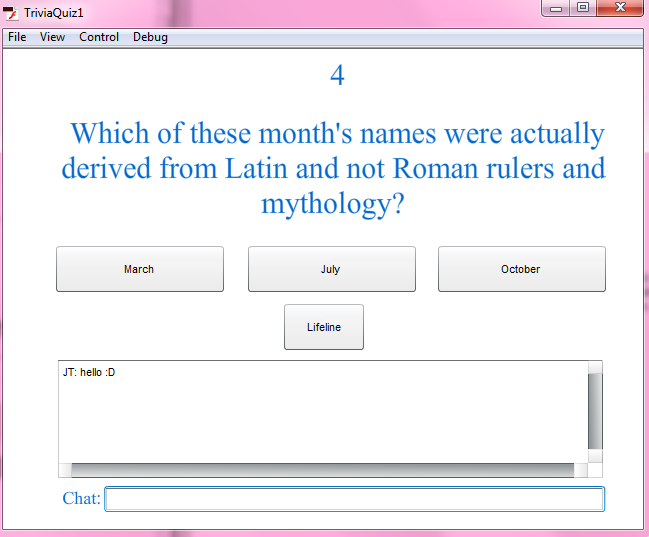 TriviaQuiz1
File View Control Debug
4
Which of these month's names were actually
derived from Latin and not Roman rulers and
mythology?
March July October
Lifeline
JT: hello :D
Chat: